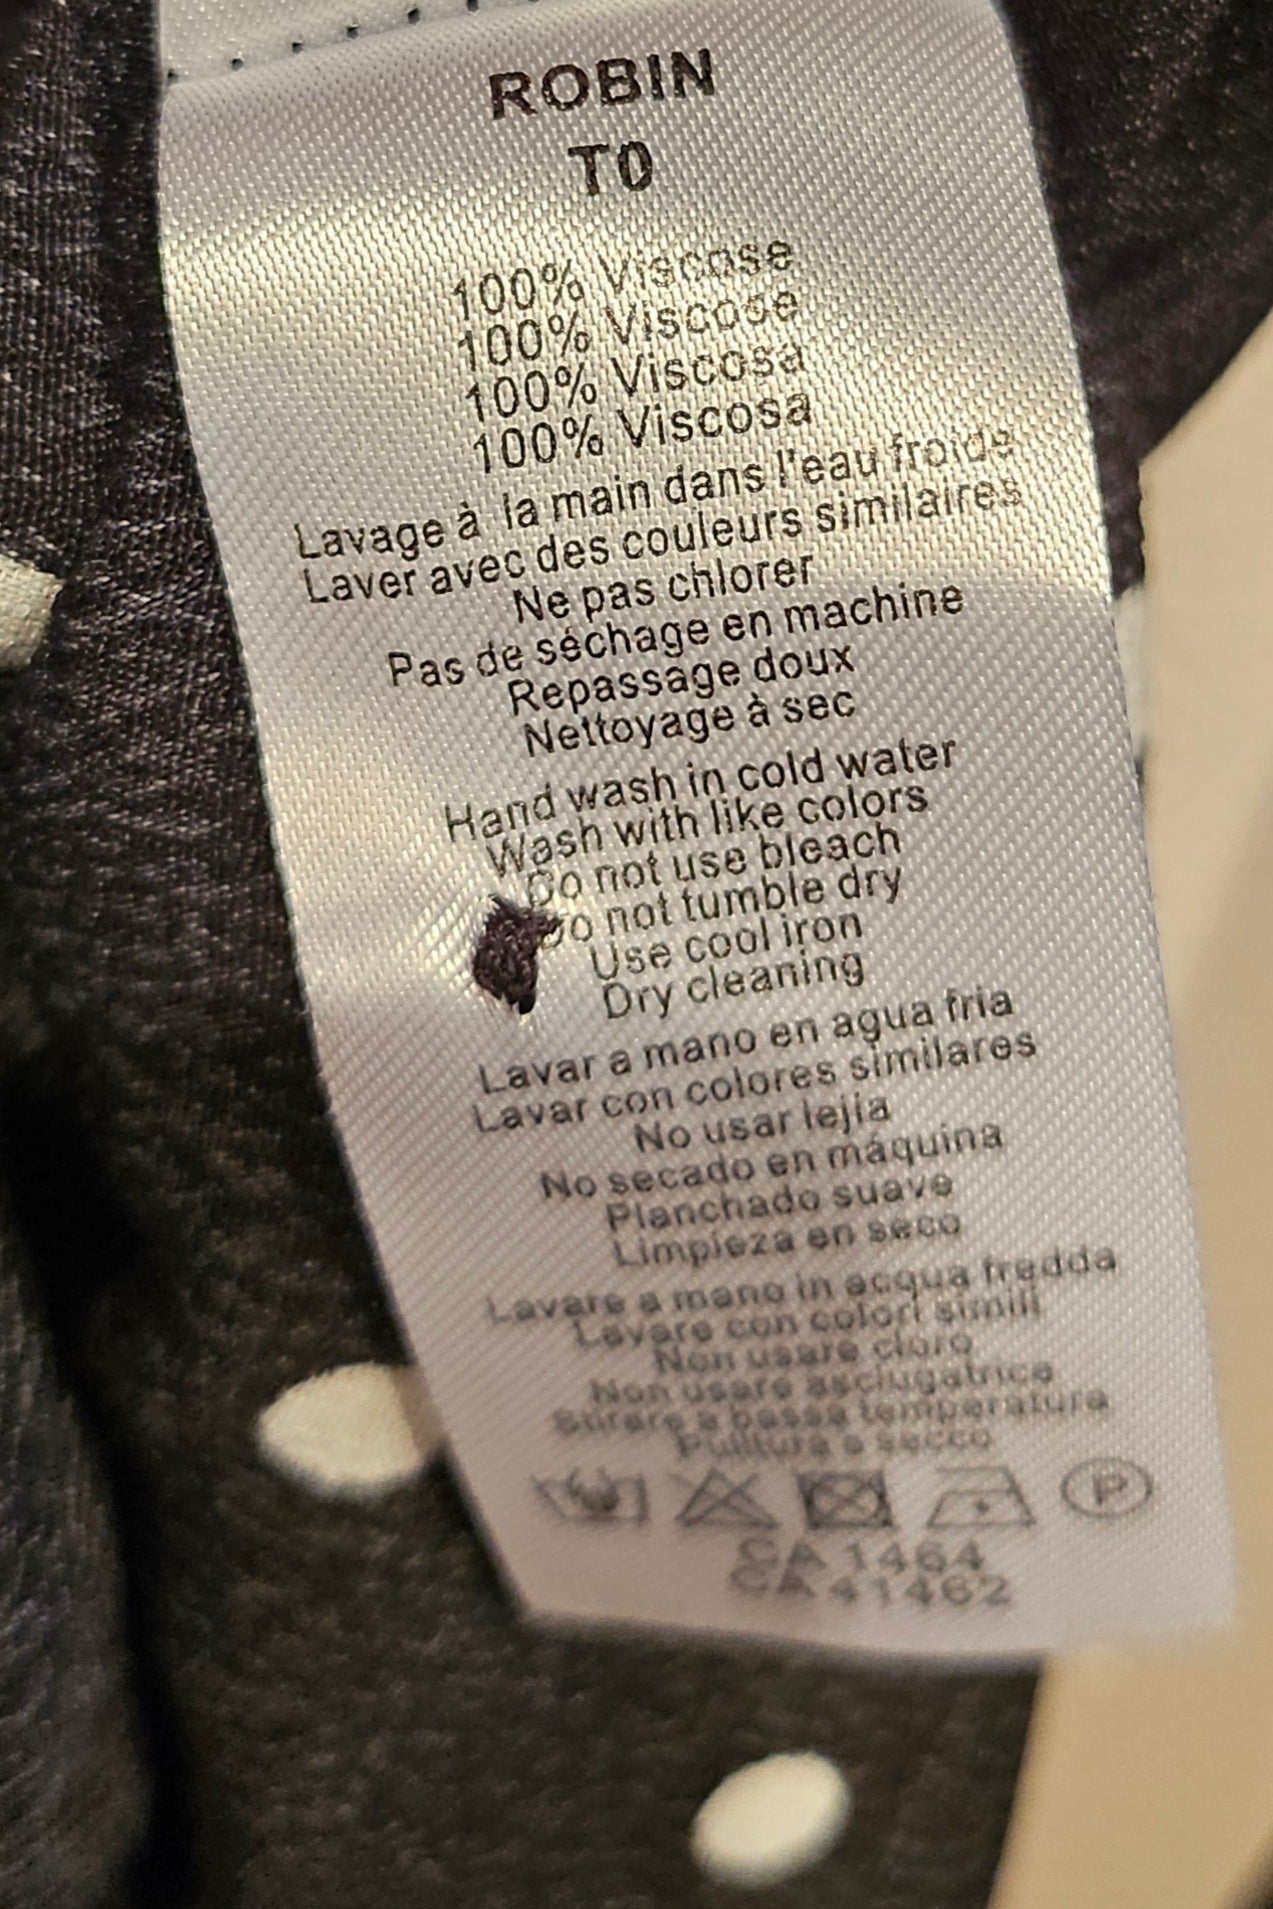 ROBIN
T0
100% Viscose
100% Viscose
100% Viscosa
100% Viscosa
Lavage à la main dans l'eau froide
Laver avec des couleurs similaires
Ne pas chlorer
Pas de séchage en machine
Repassage doux
Nettoyage à sec
Hand wash in cold water
Wash with like colors
Do not use bleach
Do not tumble dry
Use cool iron
Dry cleaning
Lavar a mano en agua fria
Lavar con colores similares
No usar lejía
No secado en máquina
Planchado suave
Limpieza en seco
Lavare a mano in acqua fredda
Lavare con colori simili
Non usare cloro
Non usare asciugatrice
Stirare a bassa temperatura
Pulitura a secco
P
CA 1464
CA 41462